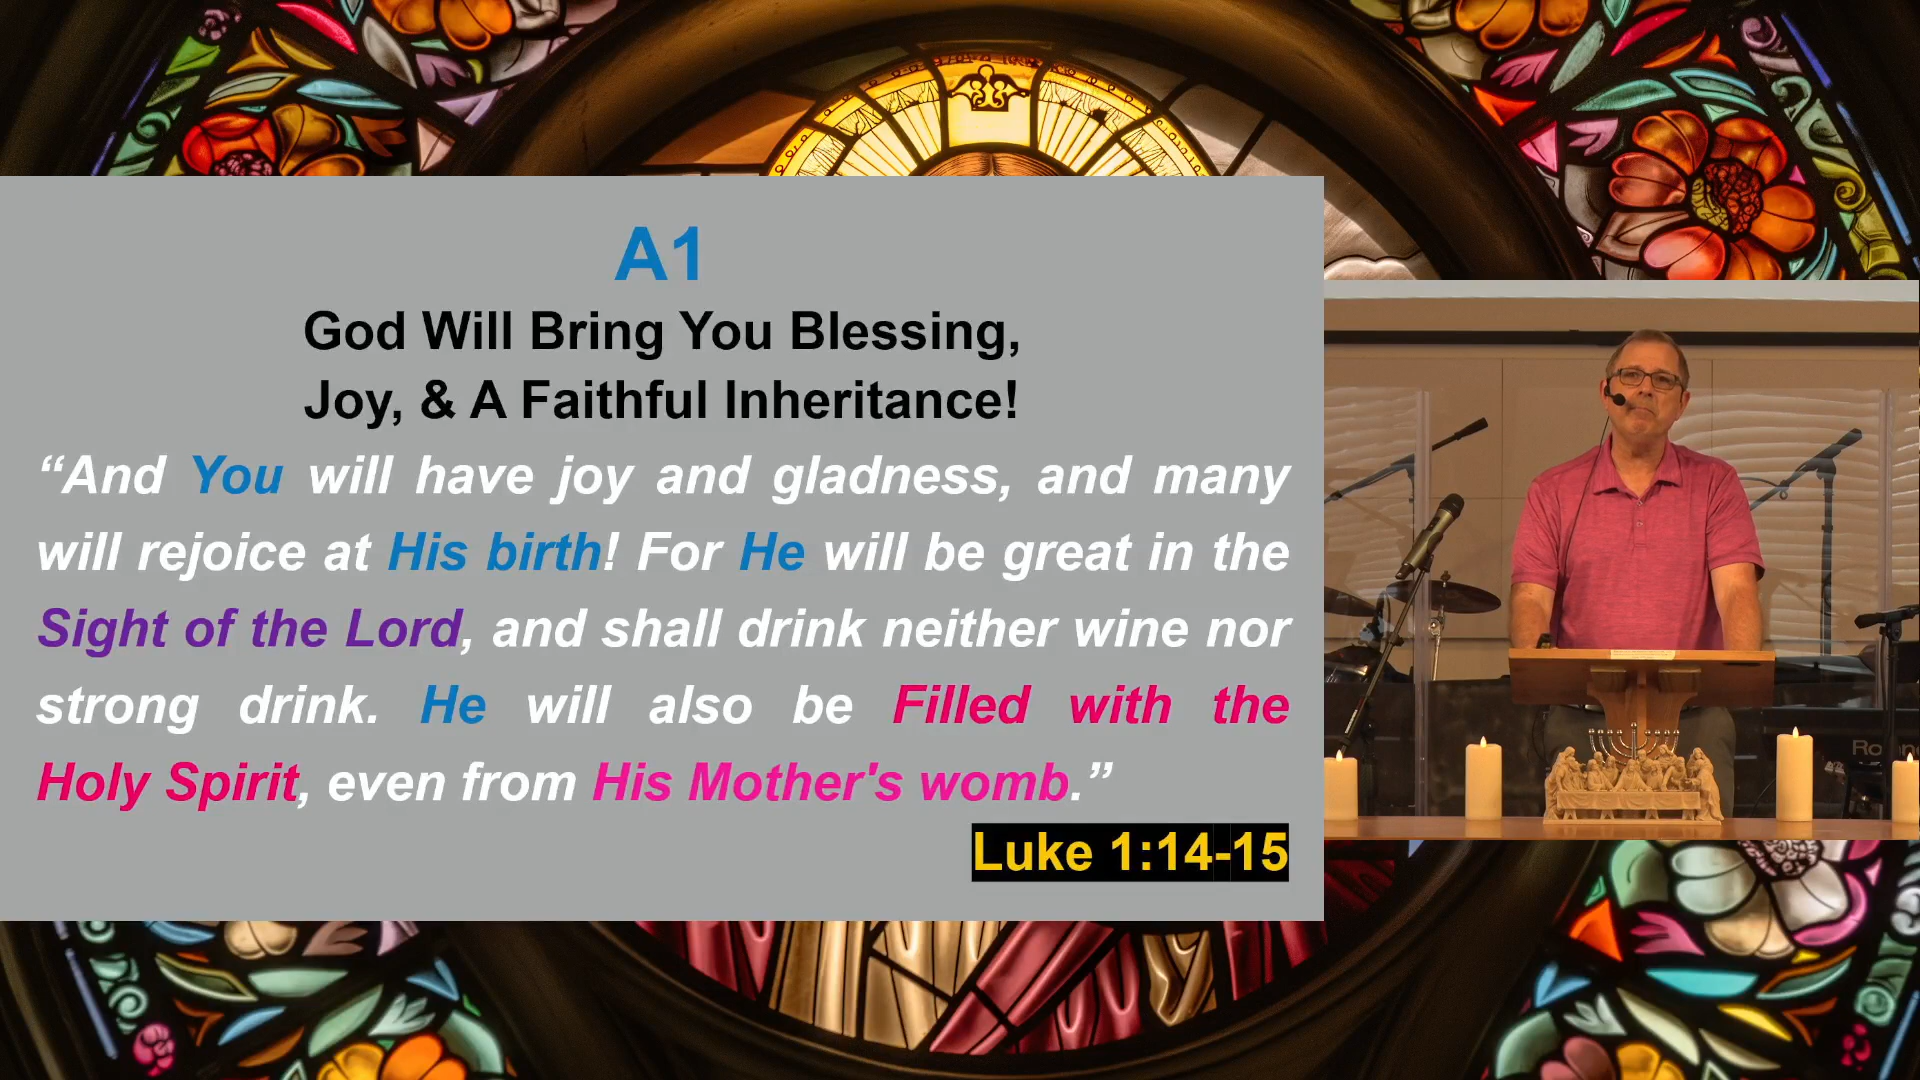 A1
God Will Bring You Blessing,
Joy, & A Faithful Inheritance!
“And You will have joy and gladness, and many
will rejoice at His birth! For He will be great in the
Sight of the Lord, and shall drink neither wine nor
strong drink. He will also be Filled with the
Holy Spirit, even from His Mother's womb.”
Luke 1:14-15